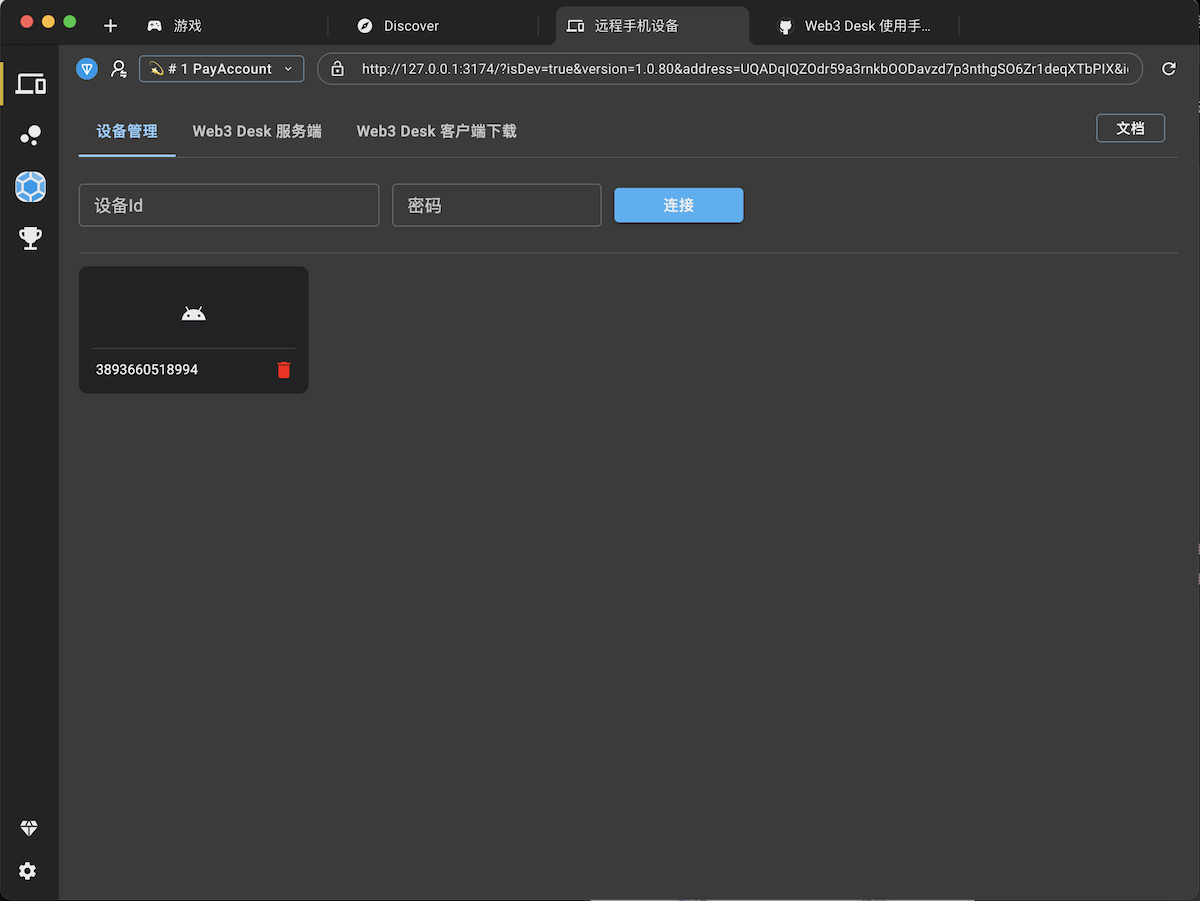 游戏
Discover
远程手机设备
Web3 Desk 使用手...
# 1 PayAccount
http://127.0.0.1:3174/?isDev=true&version=1.0.80&address=UQADqIQZOdr59a3rnkbOODavzd7p3nthgSO6Zr1deqXTbPIX&i
设备管理
Web3 Desk 服务端
Web3 Desk 客户端下载
文档
设备Id
密码
连接
3893660518994